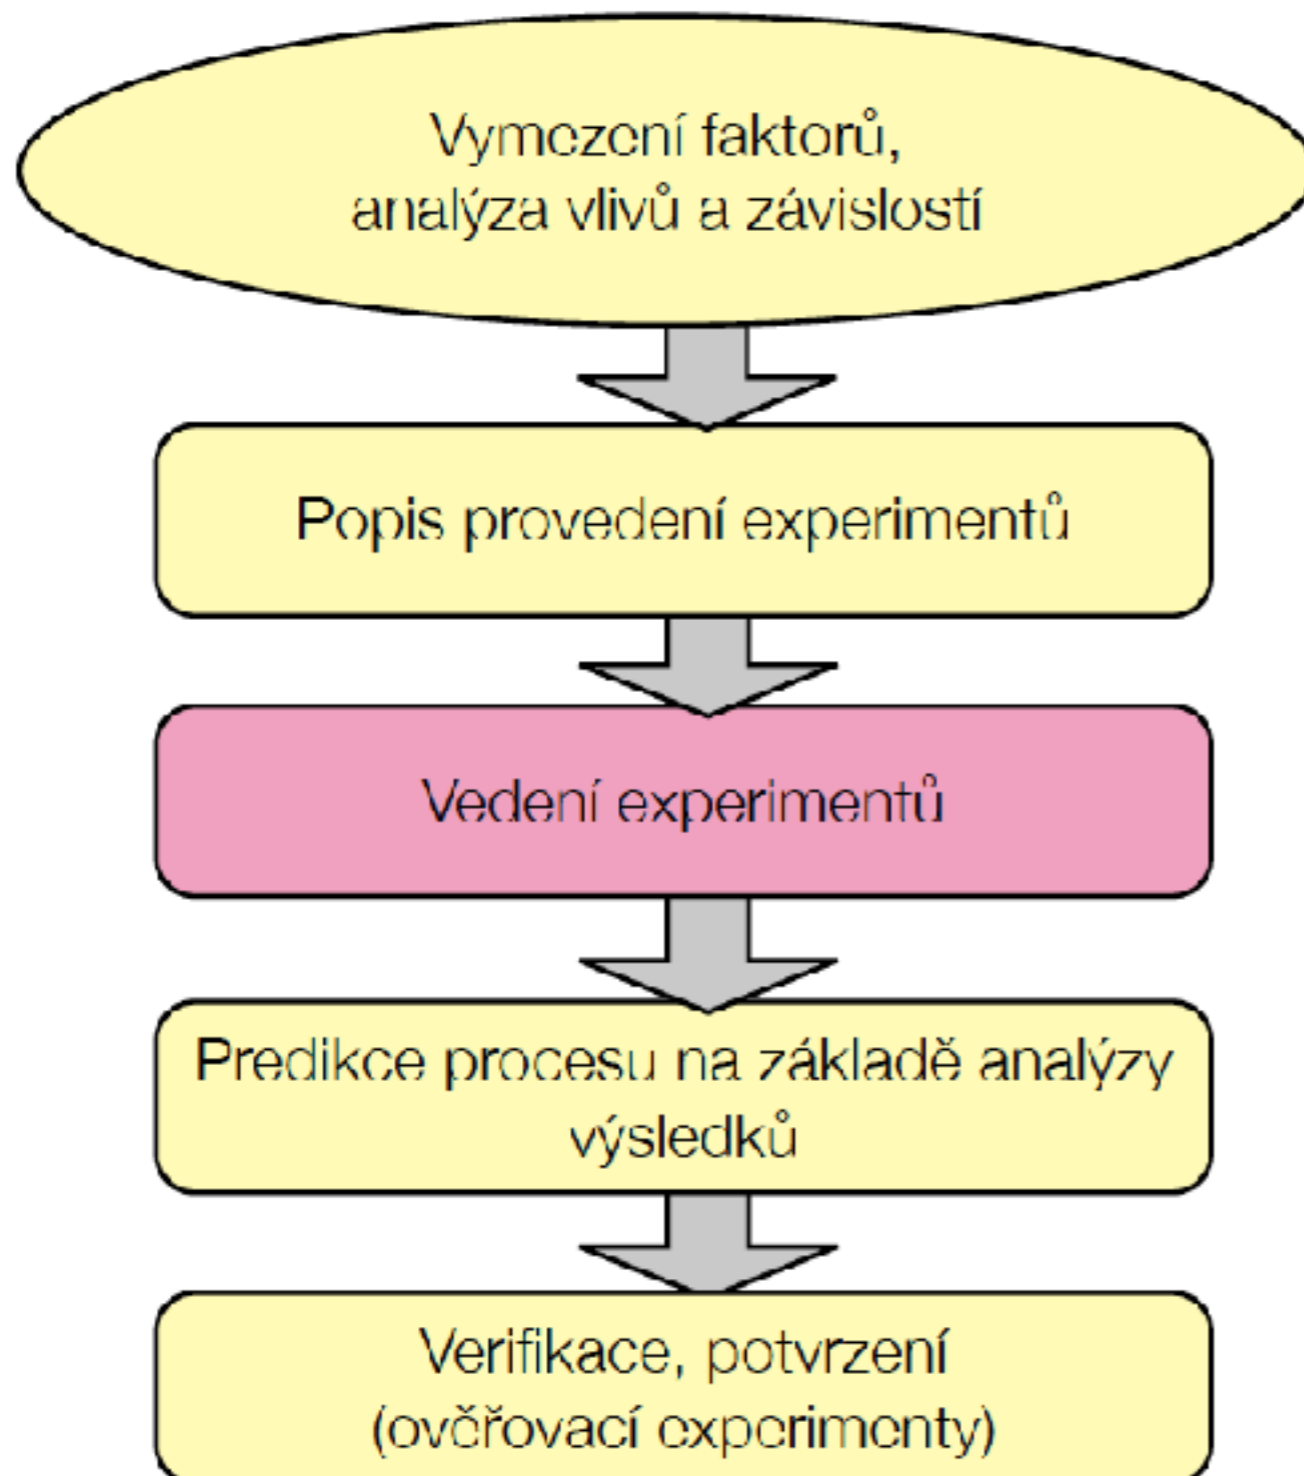 Vymezení faktorů,
analýza vlivů a závislostí
Popis provedení experimentů
Vedení experimentů
Predikce procesu na základě analýzy
výsledků
Verifikace, potvrzení
(ověřovací experimenty)